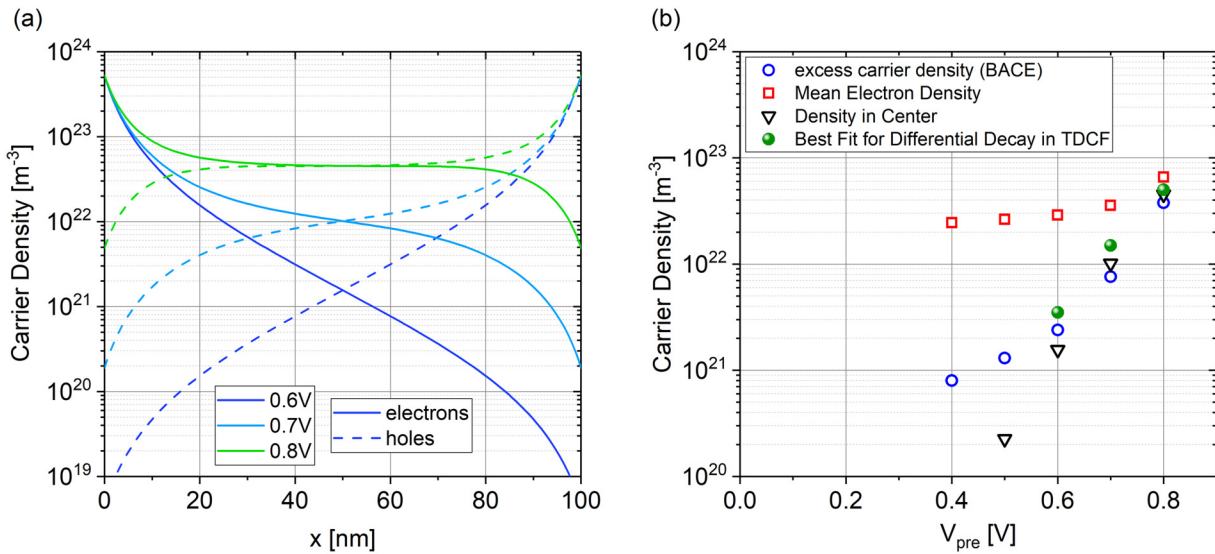 (a)
10^24
10^23
10^22
10^21
10^20
10^19
Carrier Density [m^-3]
0.6V
0.7V
0.8V
electrons
holes
0 20 40 60 80 100
x [nm]
(b)
10^24
10^23
10^22
10^21
10^20
Carrier Density [m^-3]
excess carrier density (BACE)
Mean Electron Density
Density in Center
Best Fit for Differential Decay in TDCF
0.0 0.2 0.4 0.6 0.8
V_pre [V]